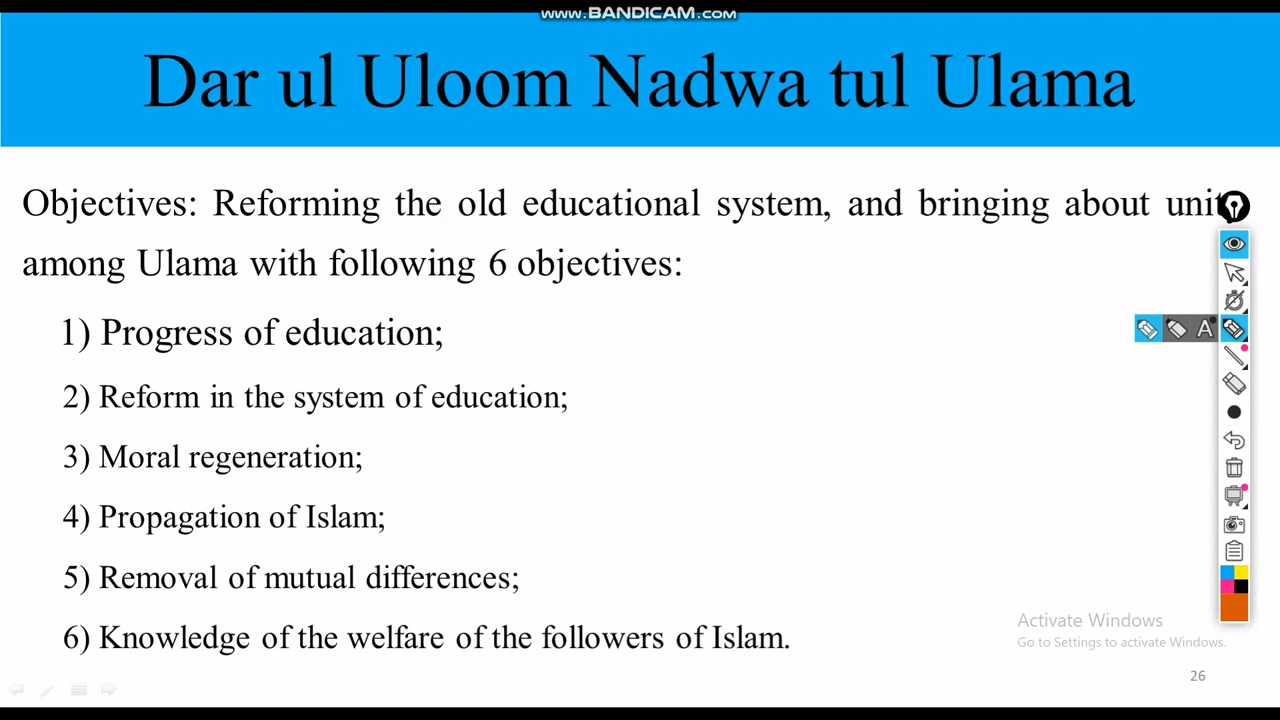 www.BANDICAM.com
Dar ul Uloom Nadwa tul Ulama
Objectives: Reforming the old educational system, and bringing about unity
among Ulama with following 6 objectives:
1) Progress of education;
2) Reform in the system of education;
3) Moral regeneration;
4) Propagation of Islam;
5) Removal of mutual differences;
6) Knowledge of the welfare of the followers of Islam.
A
Activate Windows
Go to Settings to activate Windows.
26